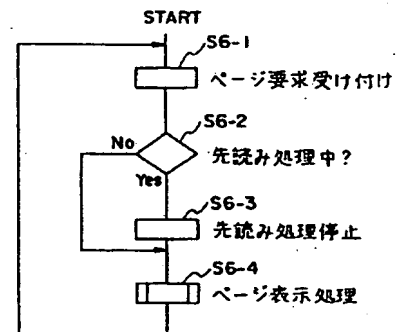 START
S6-1
ページ要求受け付け
S6-2
No
先読み処理中?
Yes
S6-3
先読み処理停止
S6-4
ページ表示処理